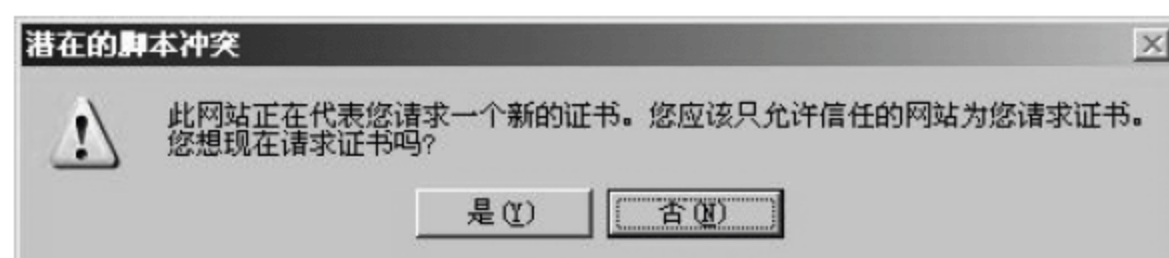 潜在的脚本冲突
此网站正在代表您请求一个新的证书。您应该只允许信任的网站为您请求证书。
您想现在请求证书吗?
是(Y) 否(N)